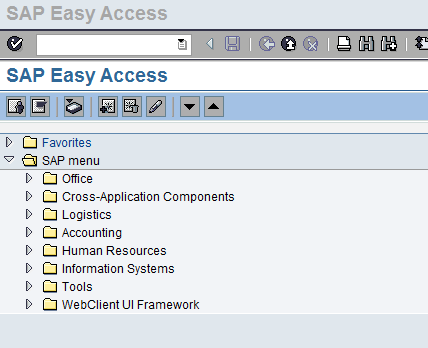 SAP Easy Access
SAP Easy Access
Favorites
SAP menu
Office
Cross-Application Components
Logistics
Accounting
Human Resources
Information Systems
Tools
WebClient UI Framework